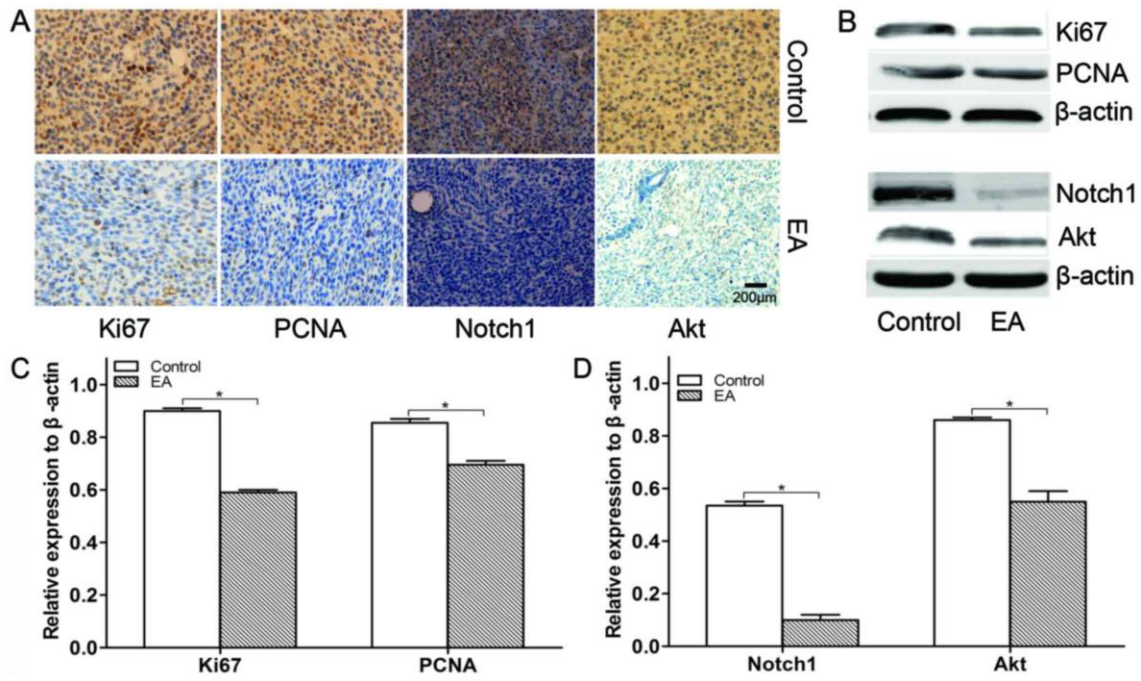 A
Control
EA
200μm
Ki67 PCNA Notch1 Akt
B
Ki67
PCNA
β-actin
Notch1
Akt
β-actin
Control EA
C
Control
EA
Relative expression to β -actin
1.0
0.8
0.6
0.4
0.2
0.0
*
*
Ki67 PCNA
D
Control
EA
Relative expression to β -actin
1.0
0.8
0.6
0.4
0.2
0.0
*
*
Notch1 Akt